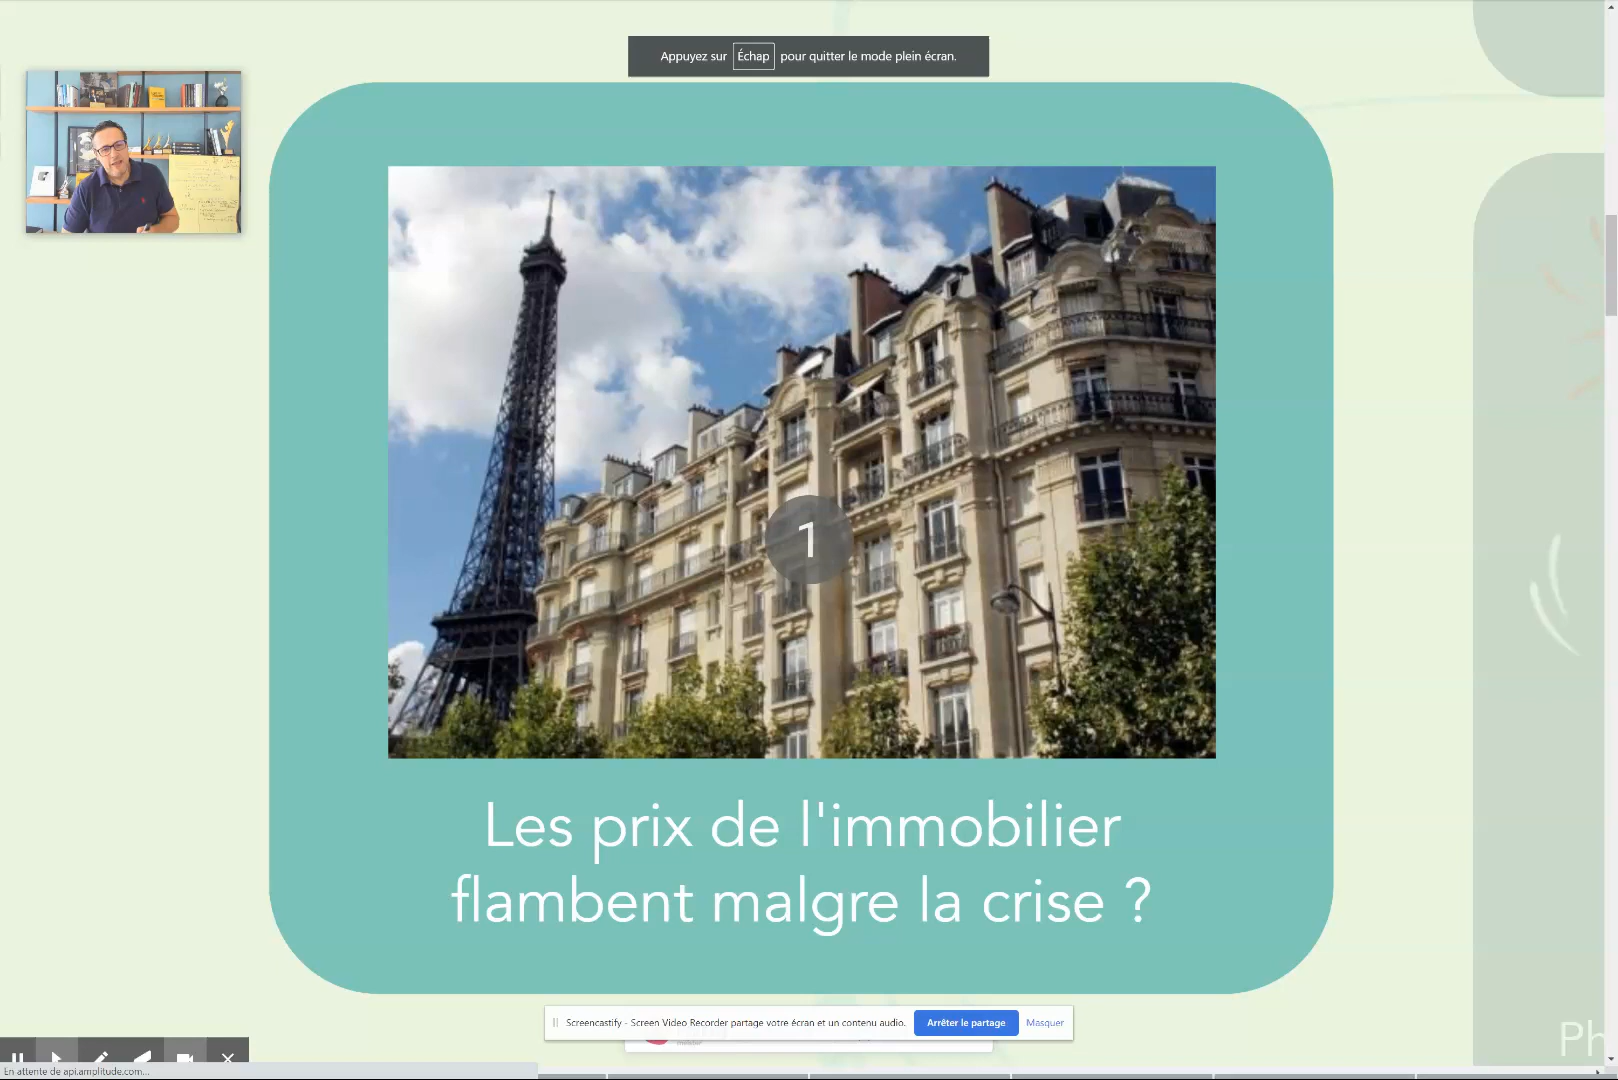 Appuyez sur Échap pour quitter le mode plein écran.
1
Les prix de l'immobilier
flambent malgre la crise ?
Screencastify - Screen Video Recorder partage votre écran et un contenu audio. Arrêter le partage Masquer
Ph
En attente de api.amplitude.com...